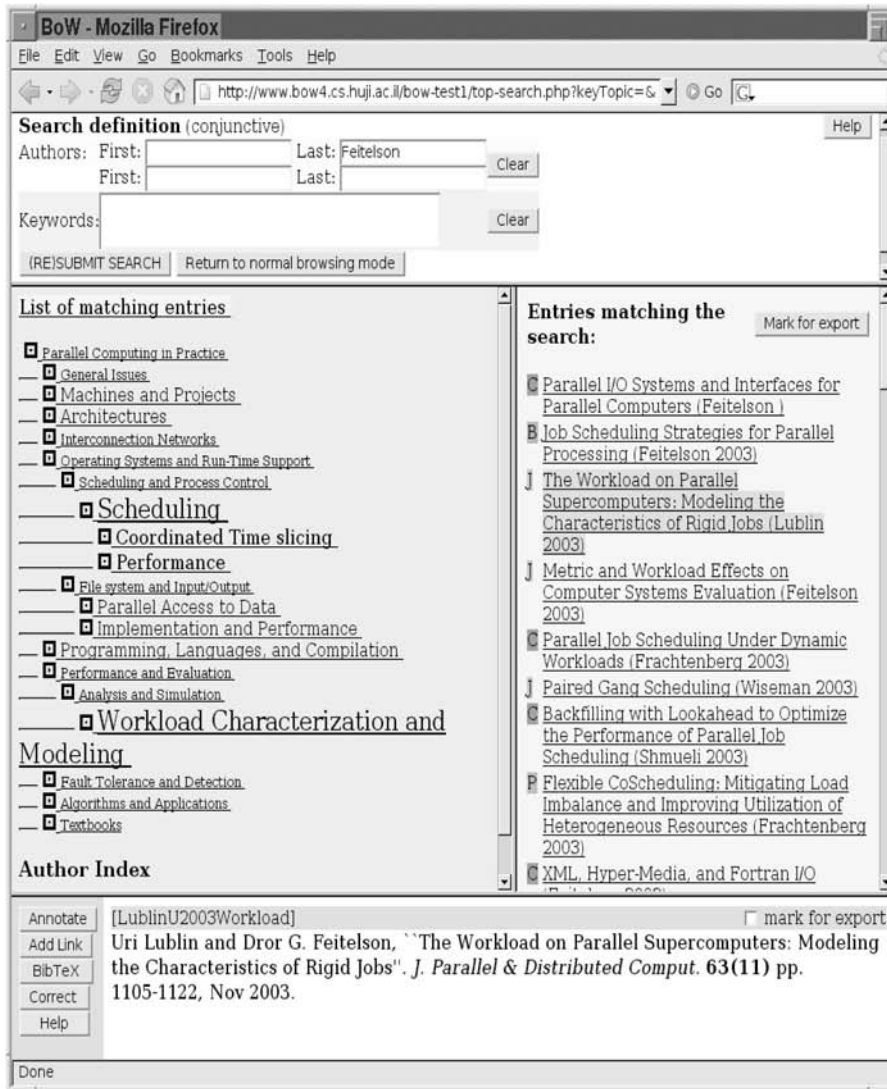 BoW - Mozilla Firefox
File Edit View Go Bookmarks Tools Help
http://www.bow4.cs.huji.ac.il/bow-test1/top-search.php?keyTopic=& Go G
Search definition (conjunctive) Help
Authors: First: Last: Feitelson Clear
First: Last:
Keywords: Clear
(RE)SUBMIT SEARCH Return to normal browsing mode
List of matching entries
Parallel Computing in Practice
General Issues
Machines and Projects
Architectures
Interconnection Networks
Operating Systems and Run-Time Support
Scheduling and Process Control
Scheduling
Coordinated Time slicing
Performance
File system and Input/Output
Parallel Access to Data
Implementation and Performance
Programming, Languages, and Compilation
Performance and Evaluation
Analysis and Simulation
Workload Characterization and
Modeling
Fault Tolerance and Detection
Algorithms and Applications
Textbooks
Author Index
Entries matching the
search:
Mark for export
C Parallel I/O Systems and Interfaces for
Parallel Computers (Feitelson )
B Job Scheduling Strategies for Parallel
Processing (Feitelson 2003)
J The Workload on Parallel
Supercomputers: Modeling the
Characteristics of Rigid Jobs (Lublin
2003)
J Metric and Workload Effects on
Computer Systems Evaluation (Feitelson
2003)
C Parallel Job Scheduling Under Dynamic
Workloads (Frachtenberg 2003)
J Paired Gang Scheduling (Wiseman 2003)
C Backfilling with Lookahead to Optimize
the Performance of Parallel Job
Scheduling (Shmueli 2003)
P Flexible CoScheduling: Mitigating Load
Imbalance and Improving Utilization of
Heterogeneous Resources (Frachtenberg
2003)
C XML, Hyper-Media, and Fortran I/O
Annotate
Add Link
BibTeX
Correct
Help
[LublinU2003Workload] mark for export
Uri Lublin and Dror G. Feitelson, ``The Workload on Parallel Supercomputers: Modeling
the Characteristics of Rigid Jobs''. J. Parallel & Distributed Comput. 63(11) pp.
1105-1122, Nov 2003.
Done